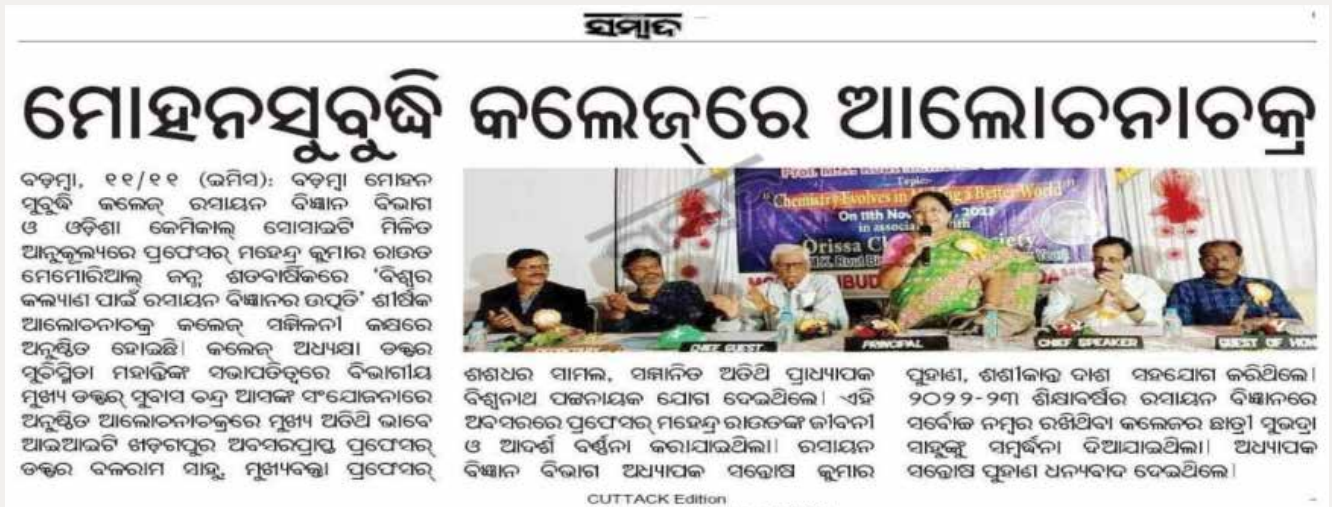 ସମ୍ବାଦ
ମୋହନସୁବୁଦ୍ଧି କଲେଜ୍‌ରେ ଆଲୋଚନାଚକ୍ର
ବଡ଼ମ୍ବା, ୧୧/୧୧ (ଇମିସ): ବଡ଼ମ୍ବା ମୋହନ
ସୁବୁଦ୍ଧି କଲେଜ୍ ରସାୟନ ବିଜ୍ଞାନ ବିଭାଗ
ଓ ଓଡ଼ିଶା କେମିକାଲ୍ ସୋସାଇଟି ମିଳିତ
ଆନୁକୂଲ୍ୟରେ ପ୍ରଫେସର୍ ମହେନ୍ଦ୍ର କୁମାର ରାଉତ
ମେମୋରିଆଲ୍ ଜନ୍ମ ଶତବାର୍ଷିକରେ ‘ବିଶ୍ୱର
କଲ୍ୟାଣ ପାଇଁ ରସାୟନ ବିଜ୍ଞାନର ଉତ୍ପତି’ ଶୀର୍ଷକ
ଆଲୋଚନାଚକ୍ର କଲେଜ୍ ସମ୍ମିଳନୀ କକ୍ଷରେ
ଅନୁଷ୍ଠିତ ହୋଇଛି। କଲେଜ୍ ଅଧ୍ୟକ୍ଷା ଡକ୍ଟର
ସୁଚିସ୍ମିତା ମହାନ୍ତିଙ୍କ ସଭାପତିତ୍ୱରେ ବିଭାଗୀୟ
ମୁଖ୍ୟ ଡକ୍ଟର୍ ସୁବାସ ଚନ୍ଦ୍ର ଆସଙ୍କ ସଂଯୋଜନାରେ
ଅନୁଷ୍ଠିତ ଆଲୋଚନାଚକ୍ରରେ ମୁଖ୍ୟ ଅତିଥି ଭାବେ
ଆଇଆଇଟି ଖଡ଼ଗପୁର ଅବସରପ୍ରାପ୍ତ ପ୍ରଫେସର୍
ଡକ୍ଟର ବଳରାମ ସାହୁ, ମୁଖ୍ୟବକ୍ତା ପ୍ରଫେସର୍
Topic-
"Chemistry Evolves in a Better World"
On 11th 2023
in with
Orissa
CHIEF GUEST
PRINCIPAL
CHIEF SPEAKER
GUEST OF
ଶଶଧର ସାମଲ, ସମ୍ମାନିତ ଅତିଥି ପ୍ରାଧ୍ୟାପକ
ବିଶ୍ୱନାଥ ପଟ୍ଟନାୟକ ଯୋଗ ଦେଇଥିଲେ। ଏହି
ଅବସରରେ ପ୍ରଫେସର୍ ମହେନ୍ଦ୍ର ରାଉତଙ୍କ ଜୀବନୀ
ଓ ଆଦର୍ଶ ବର୍ଣ୍ଣନା କରାଯାଇଥିଲା। ରସାୟନ
ବିଜ୍ଞାନ ବିଭାଗ ଅଧ୍ୟାପକ ସନ୍ତୋଷ କୁମାର
ପୁହାଣ, ଶଶୀକାନ୍ତ ଦାଶ ସହଯୋଗ କରିଥିଲେ।
୨୦୨୨-୨୩ ଶିକ୍ଷାବର୍ଷର ରସାୟନ ବିଜ୍ଞାନରେ
ସର୍ବୋଚ୍ଚ ନମ୍ବର ରଖିଥିବା କଲେଜର ଛାତ୍ରୀ ସୁଭଦ୍ରା
ସାହୁଙ୍କୁ ସମ୍ବର୍ଦ୍ଧନା ଦିଆଯାଇଥିଲା। ଅଧ୍ୟାପକ
ସନ୍ତୋଷ ପୁହାଣ ଧନ୍ୟବାଦ ଦେଇଥିଲେ।
CUTTACK Edition